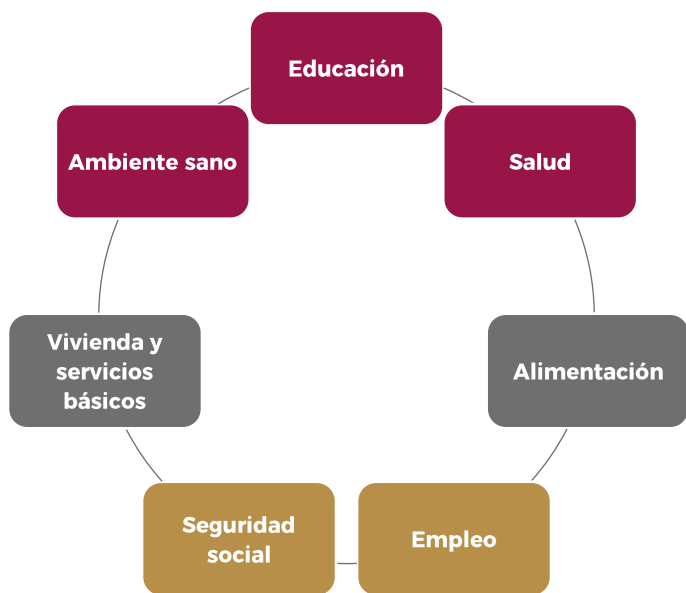 Educación
Ambiente sano
Salud
Vivienda y
servicios
básicos
Alimentación
Seguridad
social
Empleo